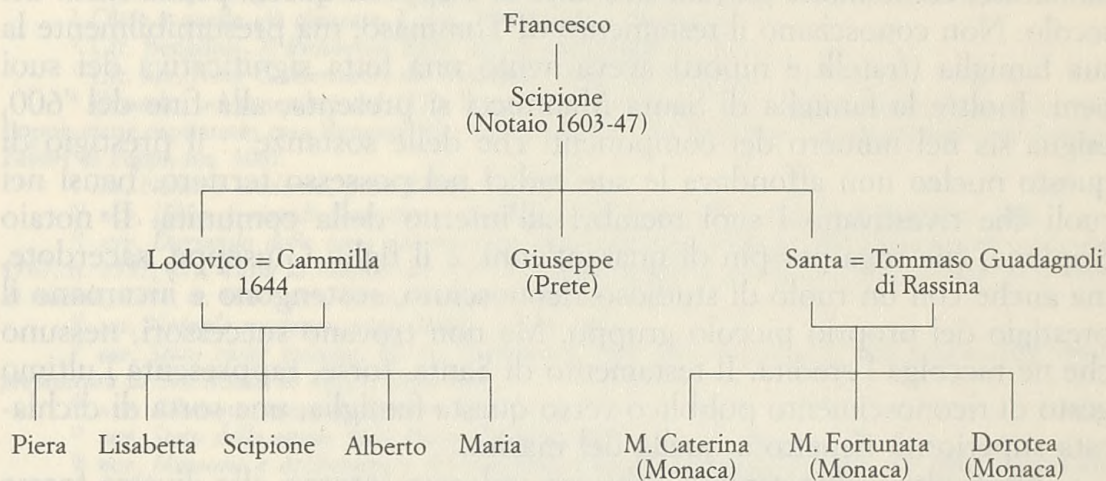 Francesco
Scipione
(Notaio 1603-47)
Lodovico = Cammilla
1644
Giuseppe
(Prete)
Santa = Tommaso Guadagnoli
di Rassina
Piera
Lisaberta
Scipione
Alberto
Maria
M. Caterina
(Monaca)
M. Fortunata
(Monaca)
Dorotea
(Monaca)